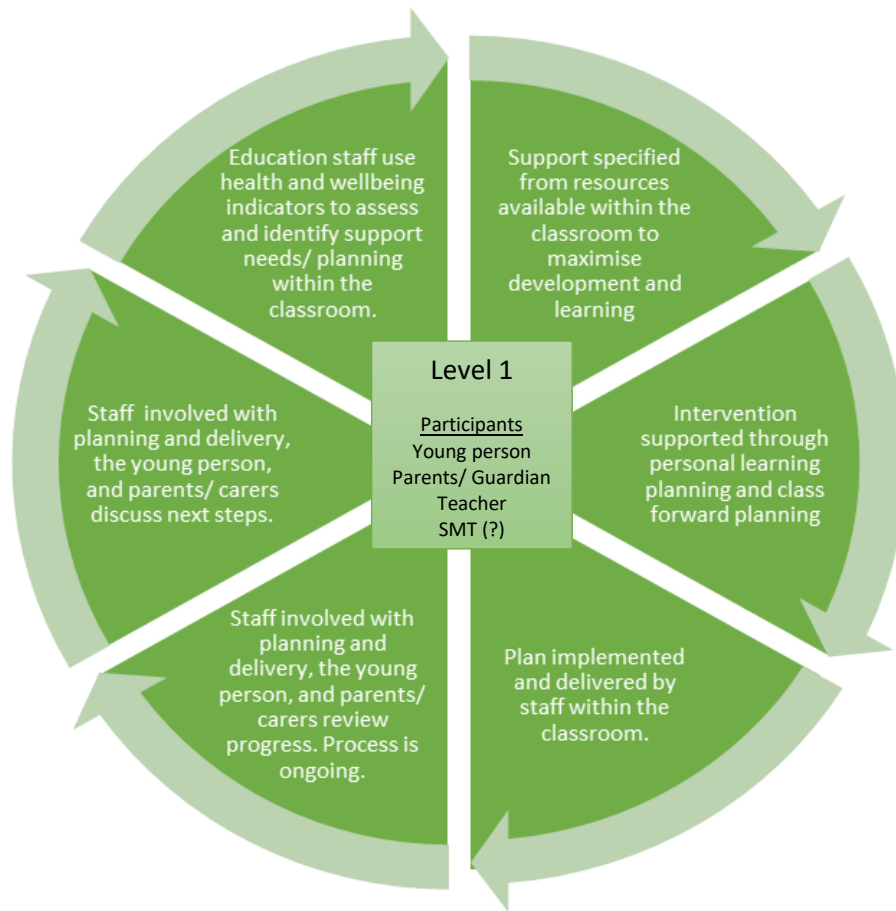 Education staff use
health and wellbeing
indicators to assess
and identify support
needs/ planning
within the
classroom.
Support specified
from resources
available within the
classroom to
maximise
development and
learning
Intervention
supported through
personal learning
planning and class
forward planning
Plan implemented
and delivered by
staff within the
classroom.
Staff involved with
planning and
delivery, the young
person, and parents/
carers review
progress. Process is
ongoing.
Staff involved with
planning and delivery,
the young person,
and parents/ carers
discuss next steps.
Level 1
Participants
Young person
Parents/ Guardian
Teacher
SMT (?)